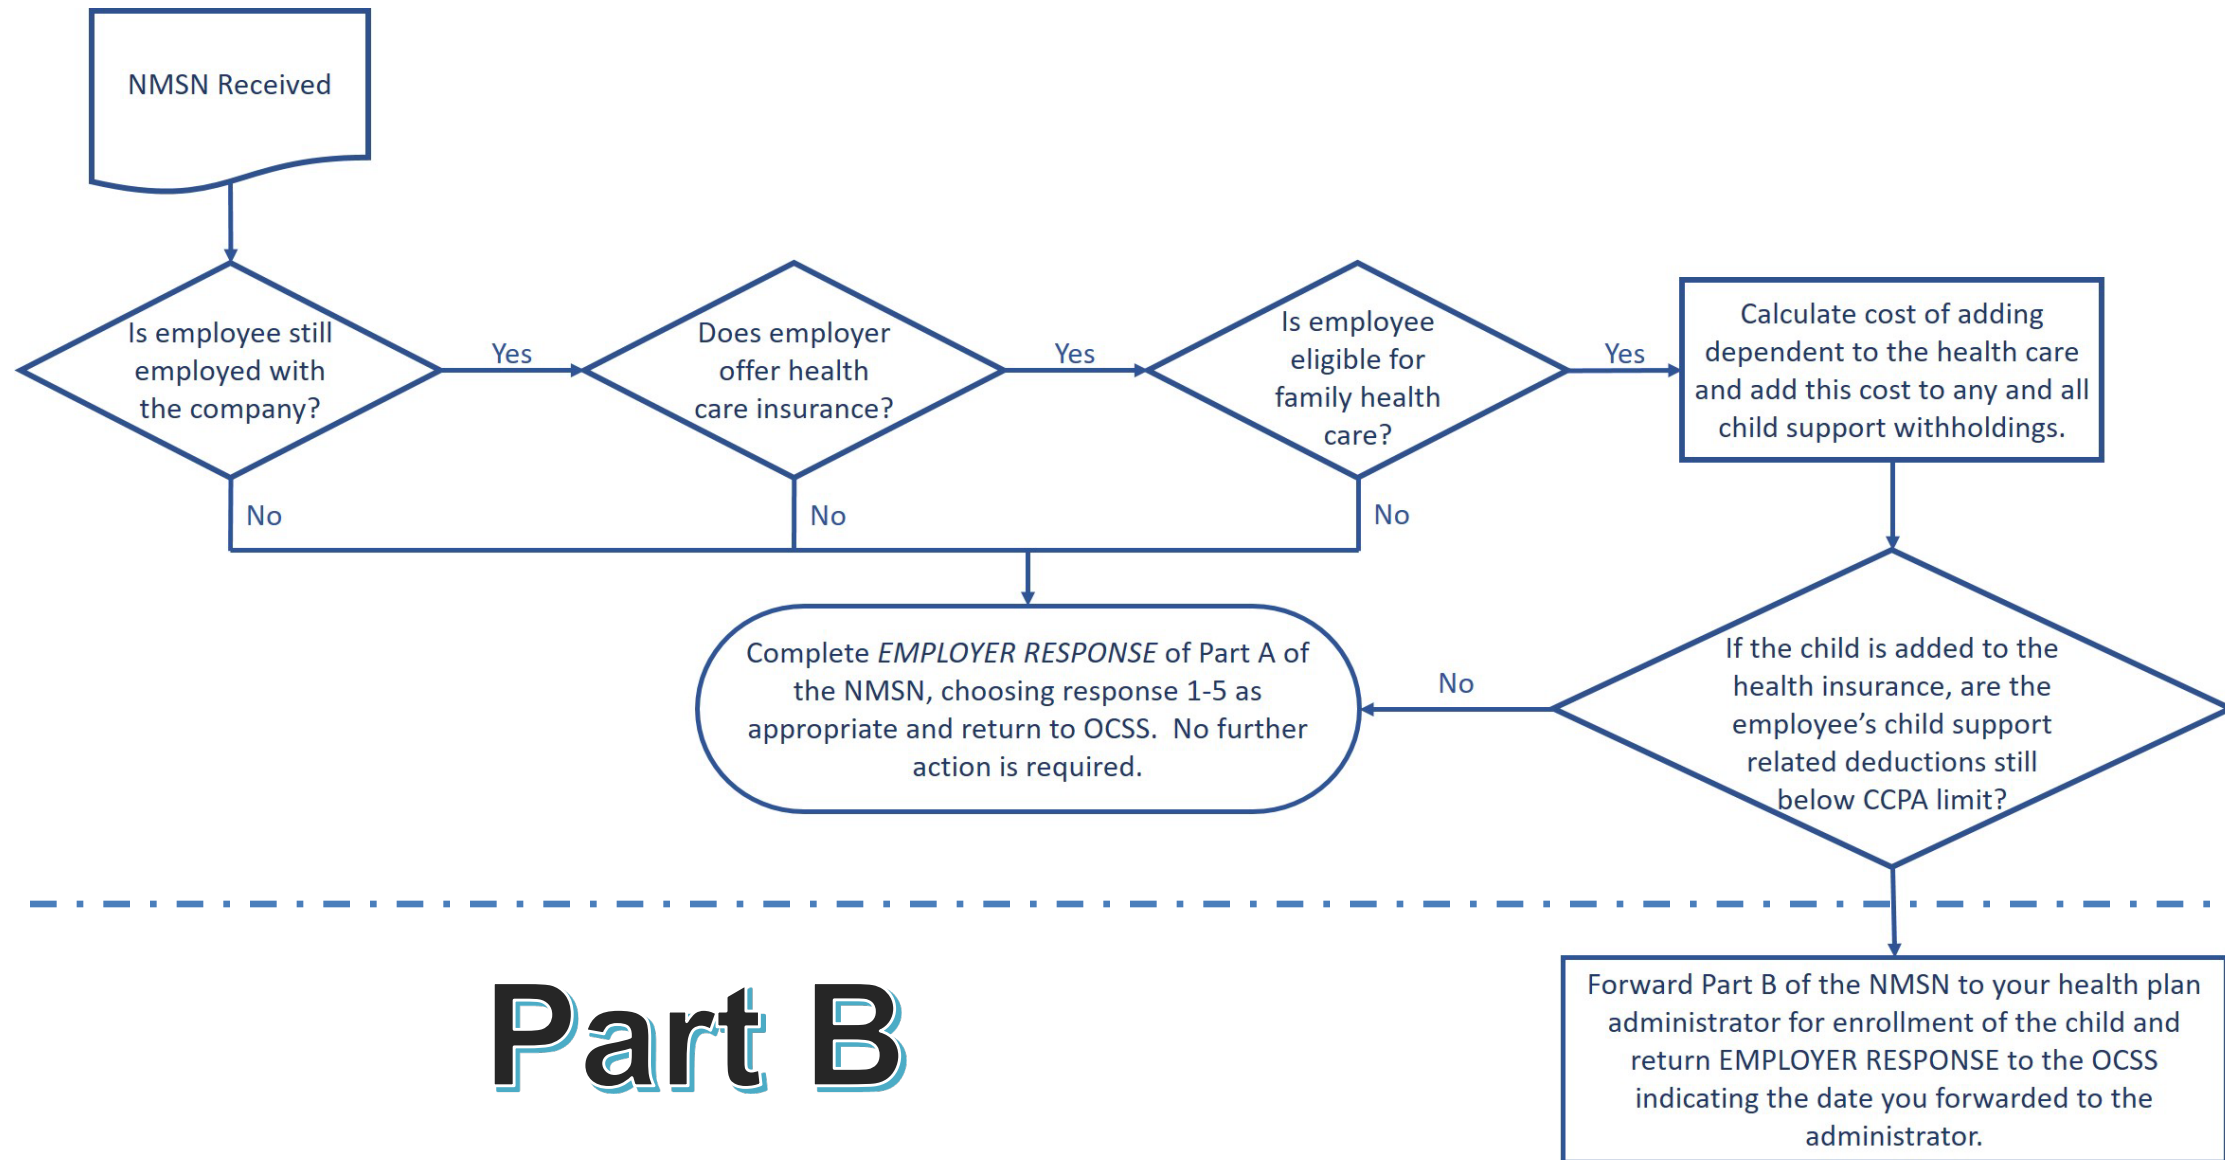 NMSN Received
Is employee still
employed with
the company?
Yes
Does employer
offer health
care insurance?
Yes
Is employee
eligible for
family health
care?
Yes
Calculate cost of adding
dependent to the health care
and add this cost to any and all
child support withholdings.
No
No
No
Complete EMPLOYER RESPONSE of Part A of
the NMSN, choosing response 1-5 as
appropriate and return to OCSS.  No further
action is required.
No
If the child is added to the
health insurance, are the
employee’s child support
related deductions still
below CCPA limit?
Part B
Forward Part B of the NMSN to your health plan
administrator for enrollment of the child and
return EMPLOYER RESPONSE to the OCSS
indicating the date you forwarded to the
administrator.